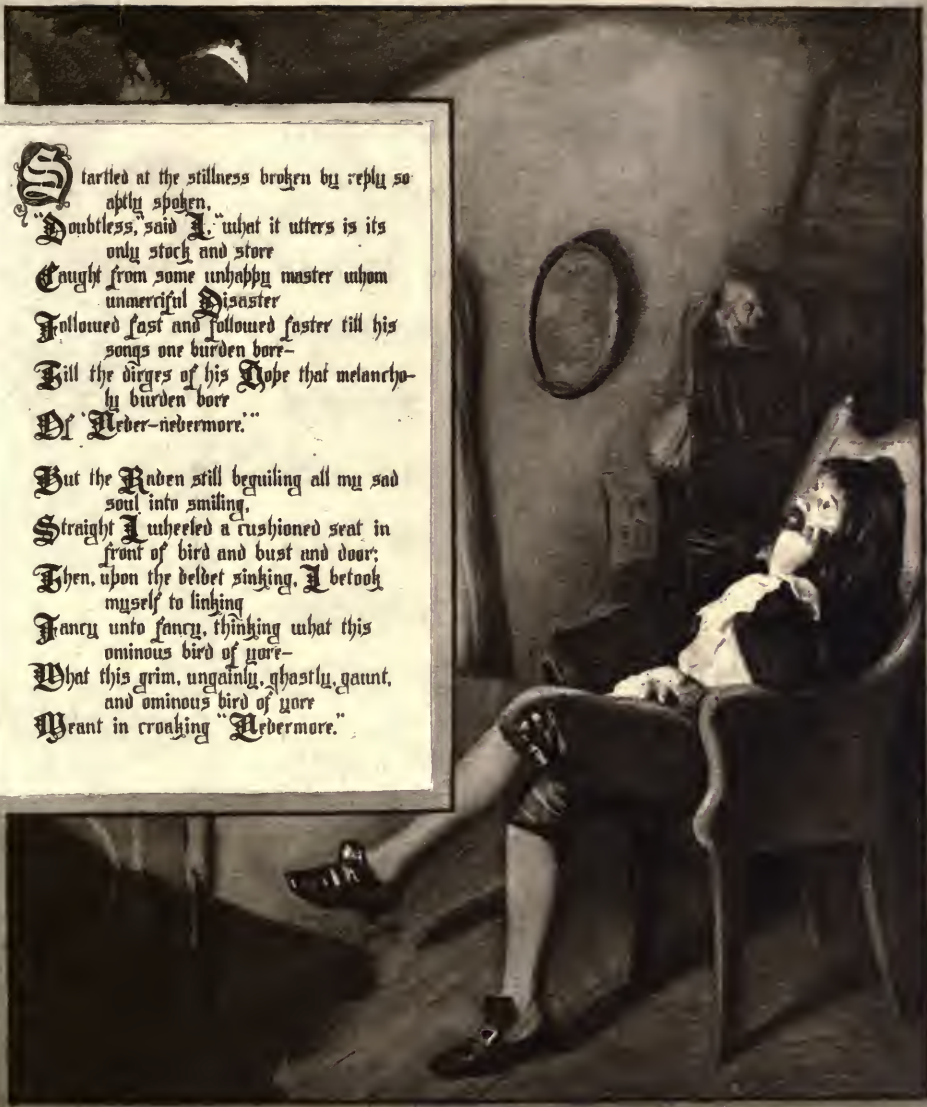 Startled at the stillness broken by reply so
aptly spoken,
"Doubtless," said I, "what it utters is its
only stock and store
Caught from some unhappy master whom
unmerciful Disaster
Followed fast and followed faster till his
songs one burden bore—
Till the dirges of his Hope that melancho-
ly burden bore
Of 'Never—nevermore.'"
But the Raven still beguiling all my sad
soul into smiling,
Straight I wheeled a cushioned seat in
front of bird and bust and door;
Then, upon the velvet sinking, I betook
myself to linking
Fancy unto fancy, thinking what this
ominous bird of yore—
What this grim, ungainly, ghastly, gaunt,
and ominous bird of yore
Meant in croaking "Nevermore."